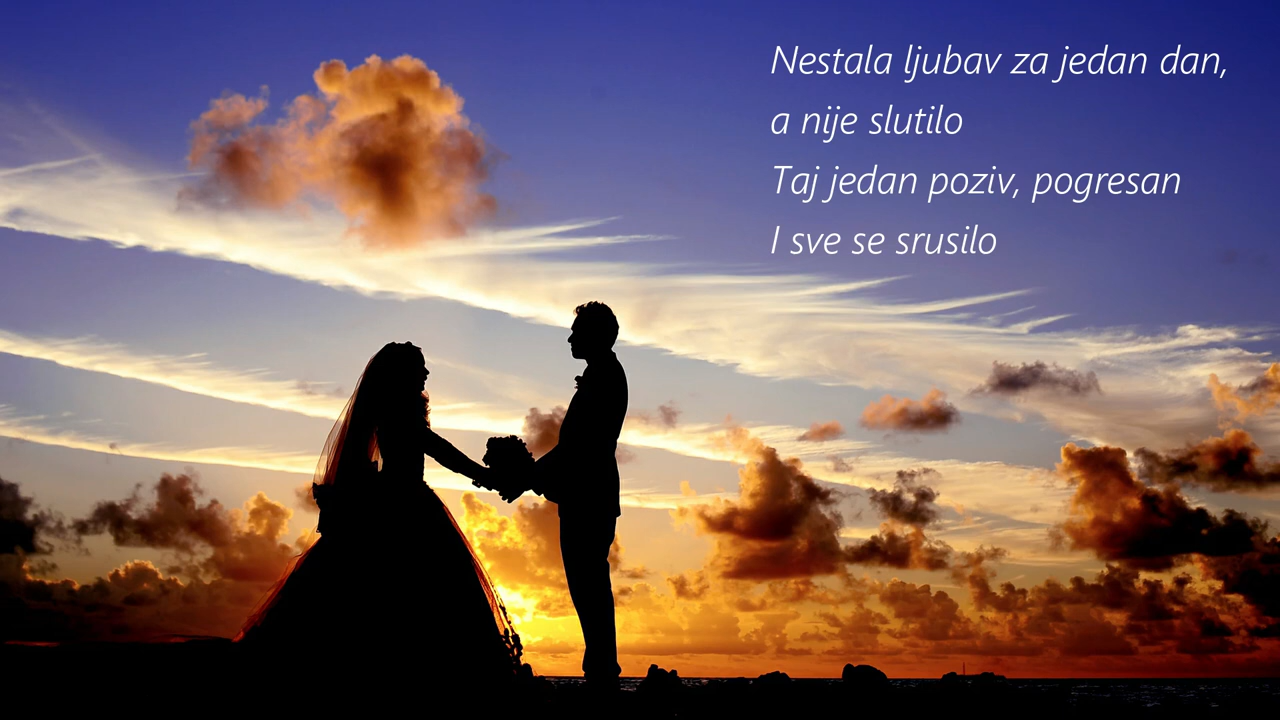 Nestala ljubav za jedan dan,
a nije slutilo
Taj jedan poziv, pogresan
I sve se srusilo